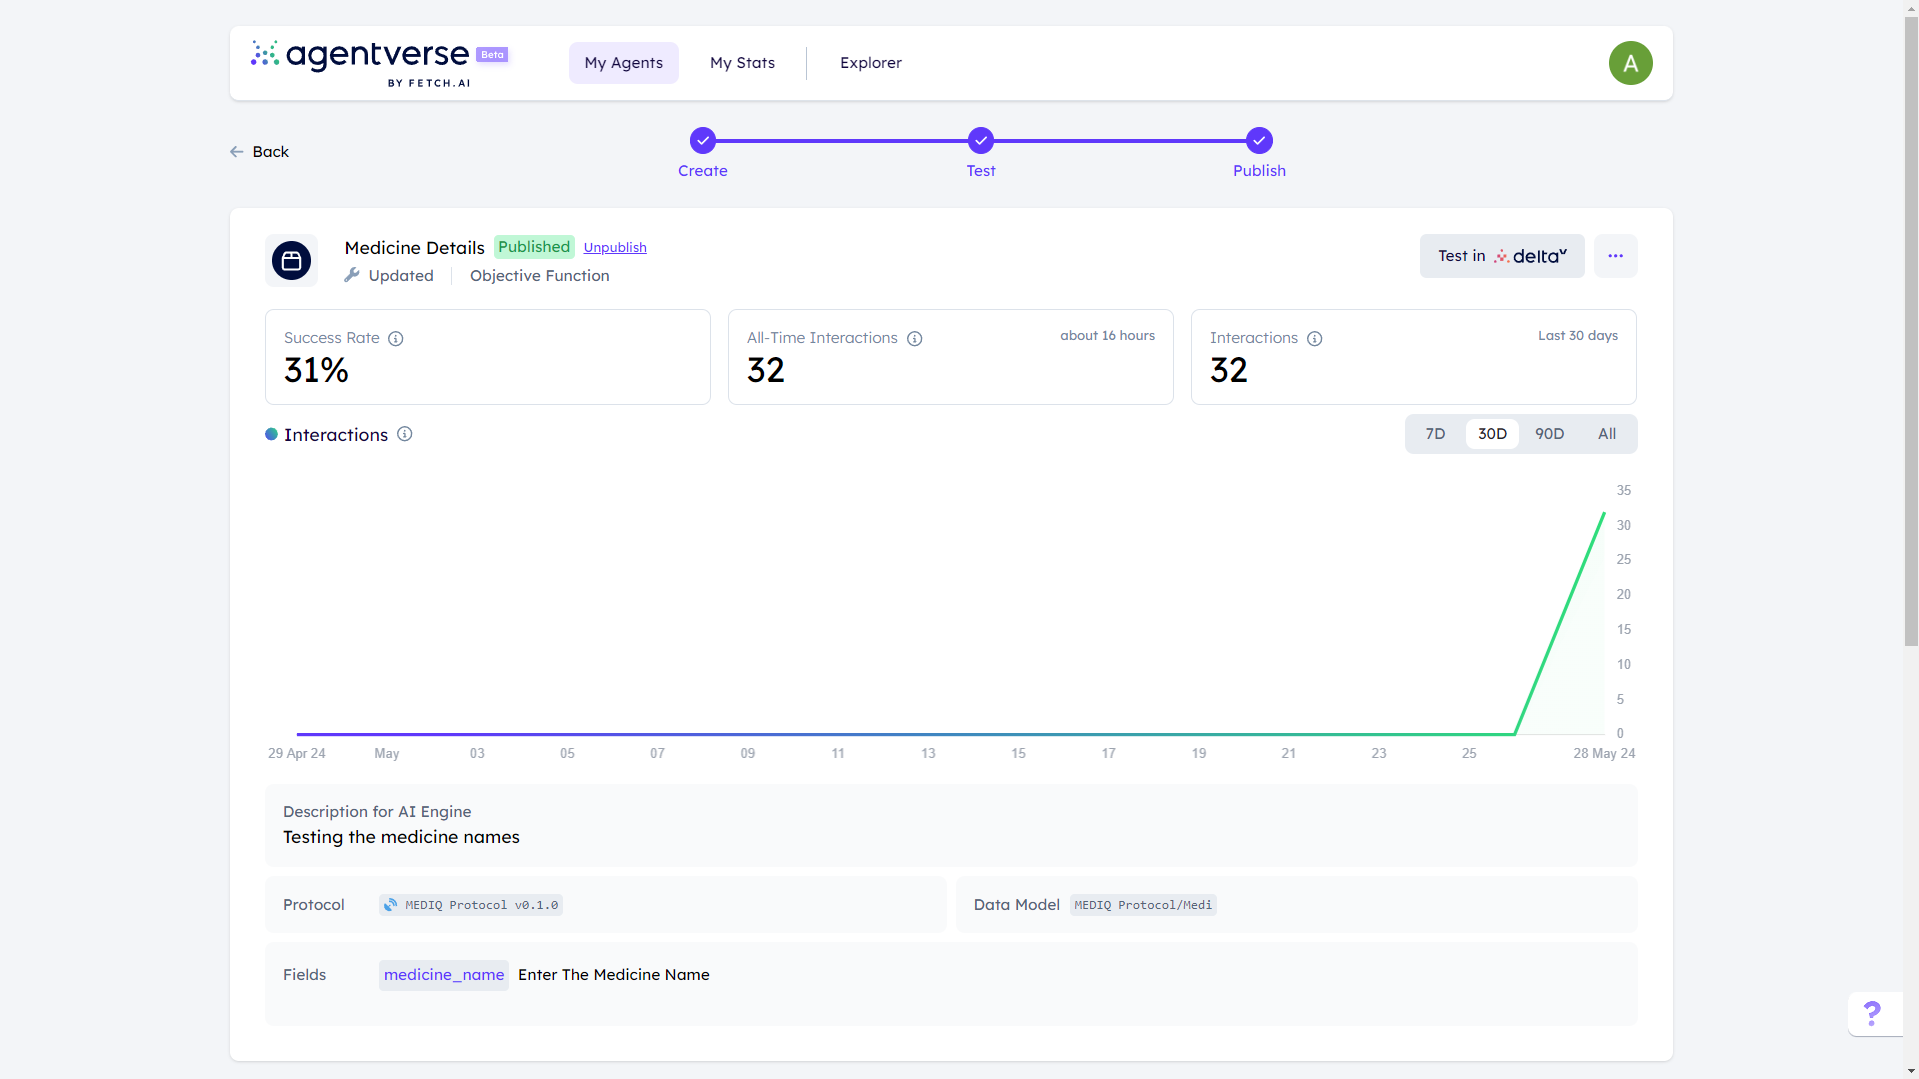 agentverse Beta
BY FETCH.AI
My Agents
My Stats
Explorer
A
Back
Create
Test
Publish
Medicine Details Published Unpublish
Updated Objective Function
Test in deltaV
Success Rate
31%
All-Time Interactions about 16 hours
32
Interactions Last 30 days
32
Interactions
7D 30D 90D All
35
30
25
20
15
10
5
0
29 Apr 24 May 03 05 07 09 11 13 15 17 19 21 23 25 28 May 24
Description for AI Engine
Testing the medicine names
Protocol MEDIQ Protocol v0.1.0
Data Model MEDIQ Protocol/Medi
Fields medicine_name Enter The Medicine Name
?